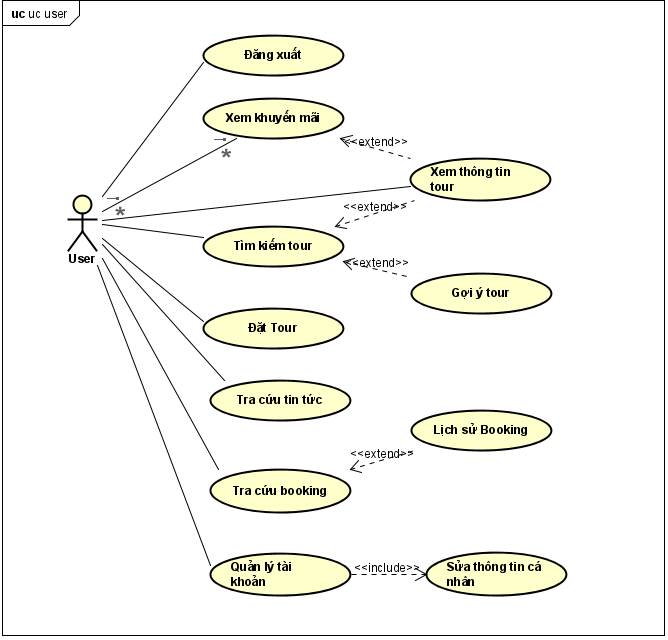 uc uc user
Đăng xuất
Xem khuyến mãi
*
<<extend>>
Xem thông tin
tour
*
<<extend>>
Tìm kiếm tour
User
<<extend>>
Gợi ý tour
Đặt Tour
Tra cứu tin tức
Lịch sử Booking
<<extend>>
Tra cứu booking
Quản lý tài
khoản
<<include>>
Sửa thông tin cá
nhân